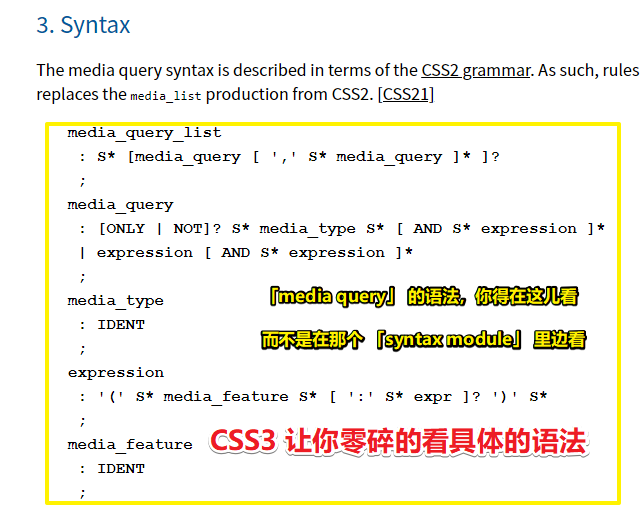 3. Syntax
The media query syntax is described in terms of the CSS2 grammar. As such, rules
replaces the media_list production from CSS2. [CSS21]
media_query_list
: S* [media_query [ ',' S* media_query ]* ]?
;
media_query
: [ONLY | NOT]? S* media_type S* [ AND S* expression ]*
| expression [ AND S* expression ]*
;
media_type
: IDENT
;
expression
: '(' S* media_feature S* [ ':' S* expr ]? ')' S*
;
media_feature
: IDENT
;
「media query」 的语法，你得在这儿看
而不是在那个 「syntax module」 里边看
CSS3 让你零碎的看具体的语法